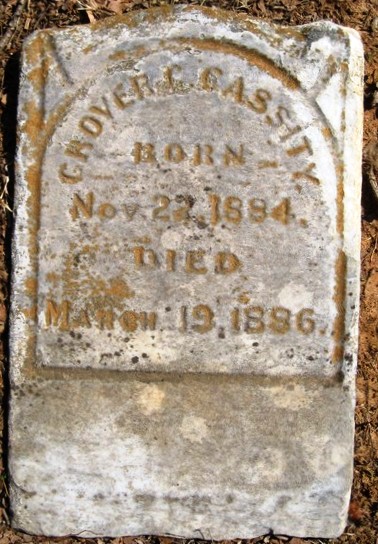 GROVER C. CASSITY.
BORN
Nov. 22, 1884.
DIED
MARCH 19, 1886.